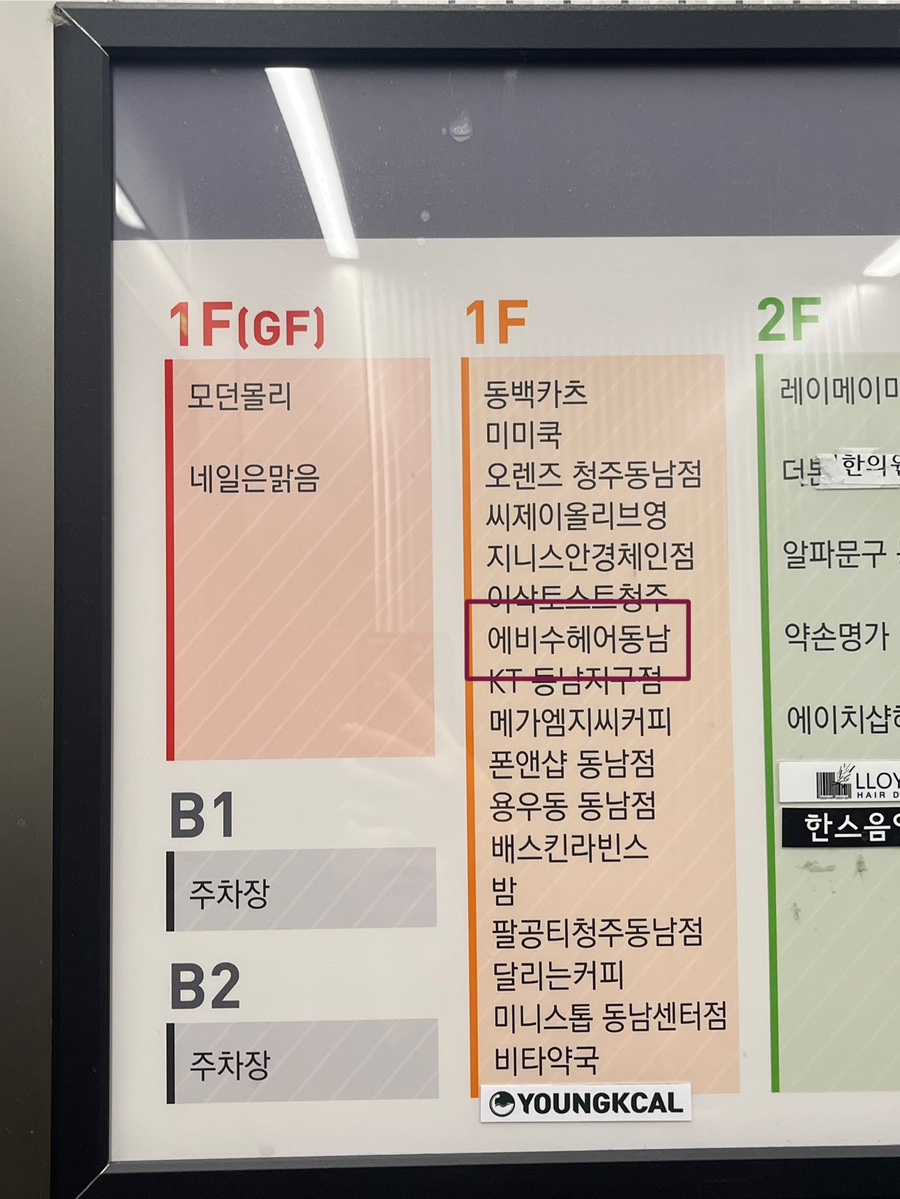 1F(GF)
모던몰리
네일은맑음
B1
주차장
B2
주차장
1F
동백카츠
미미쿡
오렌즈 청주동남점
씨제이올리브영
지니스안경체인점
이삭토스트청주
에비수헤어동남
KT 동남지구점
메가엠지씨커피
폰앤샵 동남점
용우동 동남점
배스킨라빈스
밤
팔공티청주동남점
달리는커피
미니스톱 동남센터점
비타약국
YOUNGKCAL
2F
레이메이
한의원
알파문구
약손명가
에이치샵
HAIR
한스음